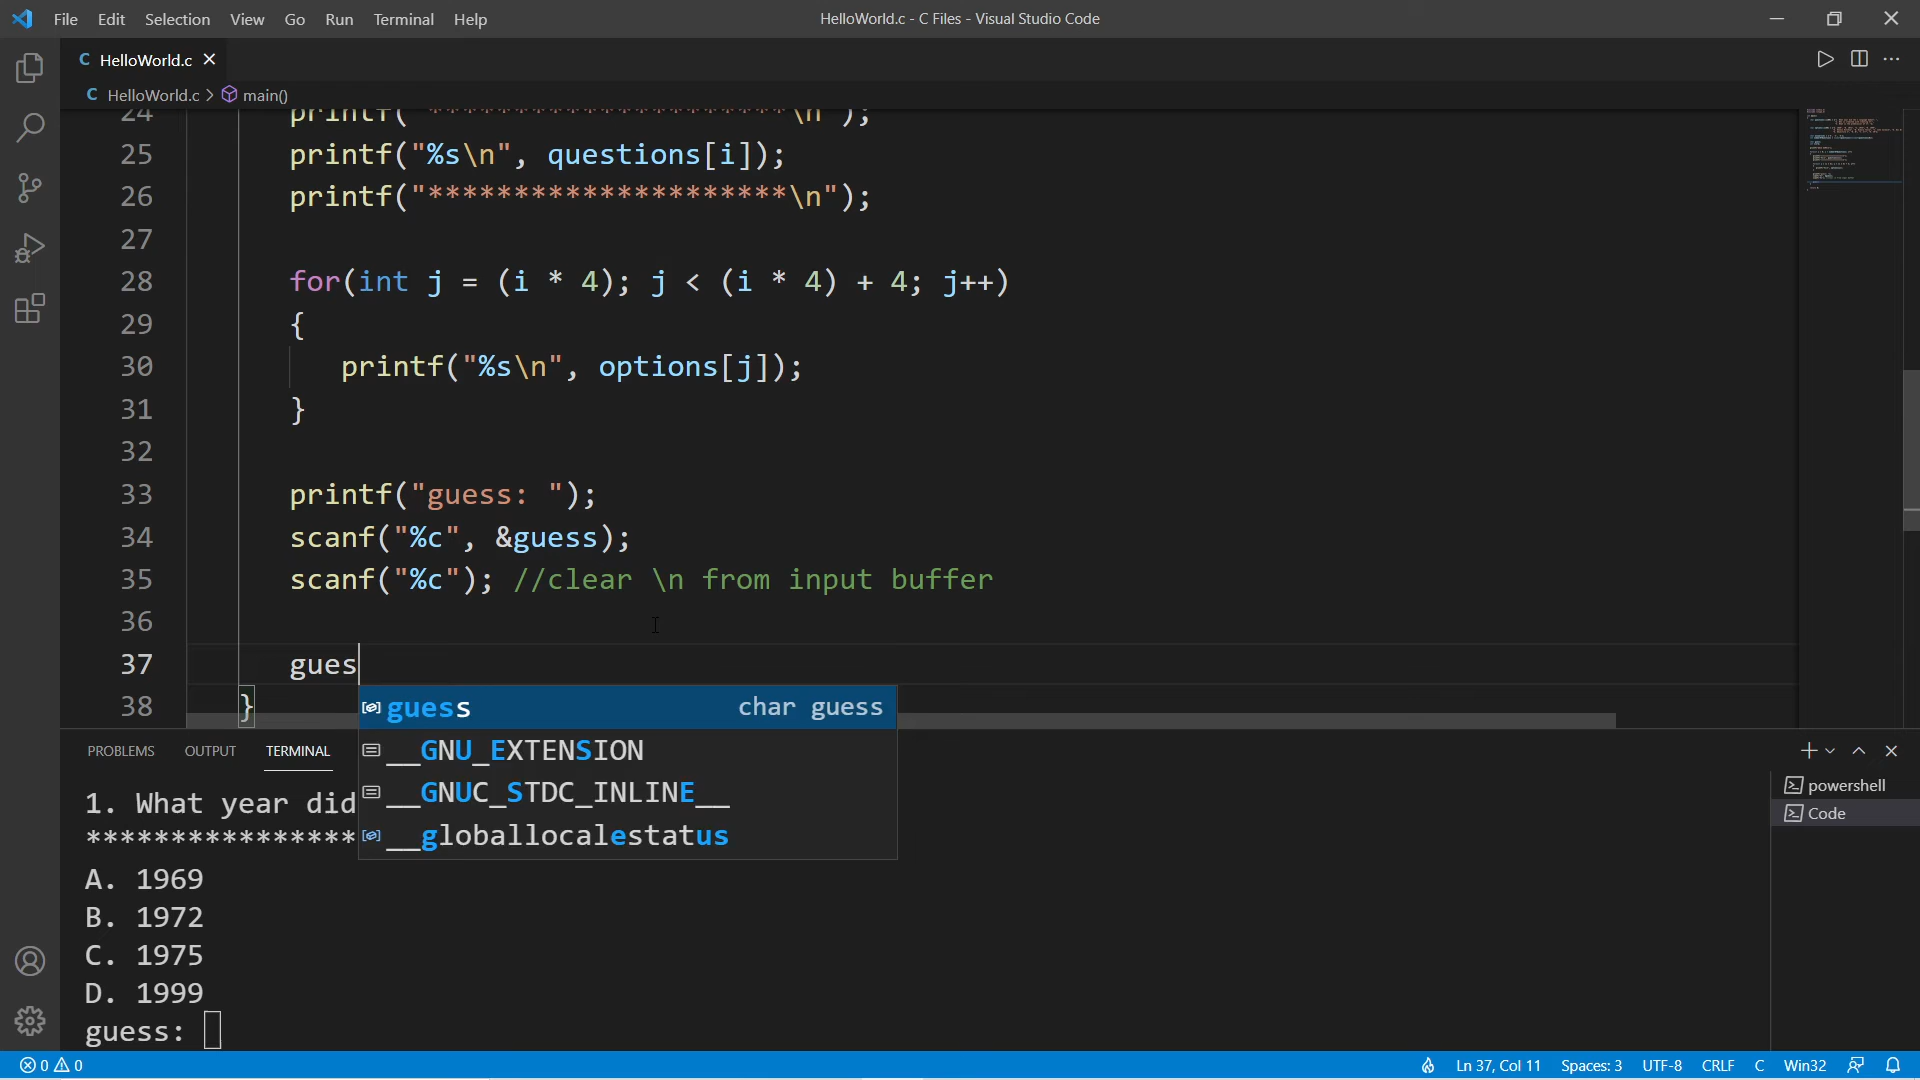 File Edit Selection View Go Run Terminal Help HelloWorld.c - C Files - Visual Studio Code
C HelloWorld.c
C HelloWorld.c > main()
24 printf("*********************\n");
25 printf("%s\n", questions[i]);
26 printf("*********************\n");
27
28 for(int j = (i * 4); j < (i * 4) + 4; j++)
29 {
30 printf("%s\n", options[j]);
31 }
32
33 printf("guess: ");
34 scanf("%c", &guess);
35 scanf("%c"); //clear \n from input buffer
36
37 gues
38 }
guess char guess
__GNU_EXTENSION
__GNUC_STDC_INLINE__
__globallocalestatus
PROBLEMS OUTPUT TERMINAL
powershell
Code
1. What year did
****************
A. 1969
B. 1972
C. 1975
D. 1999
guess:
0 0 Ln 37, Col 11 Spaces: 3 UTF-8 CRLF C Win32